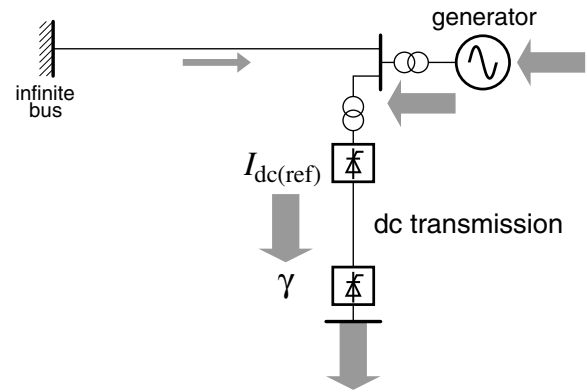 generator
infinite
bus
I_dc(ref)
dc transmission
γ